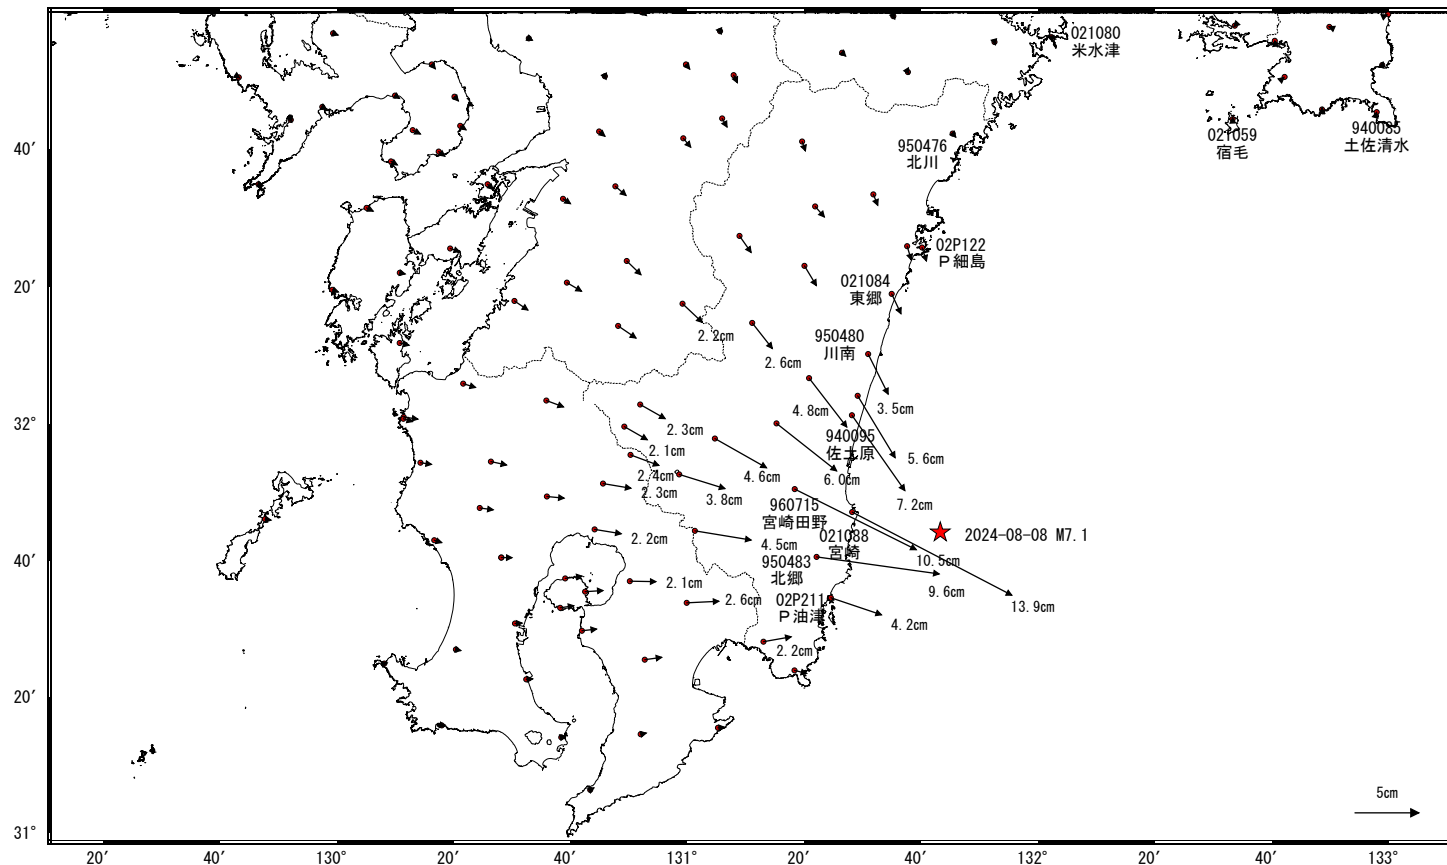 021080
米水津
950476
北川
021059
宿毛
940085
土佐清水
40′
02P122
P細島
021084
東郷
20′
2.2cm
950480
川南
2.6cm
3.5cm
4.8cm
32°
2.3cm
940095
佐土原
2.1cm
5.6cm
2.4cm
4.6cm
6.0cm
2.3cm
3.8cm
7.2cm
960715
宮崎田野
021088
宮崎
2024-08-08 M7.1
2.2cm
4.5cm
10.5cm
40′
950483
北郷
2.1cm
9.6cm
2.6cm
02P211
P油津
13.9cm
4.2cm
2.2cm
20′
5cm
31°
20′
40′
130°
20′
40′
131°
20′
40′
132°
20′
40′
133°